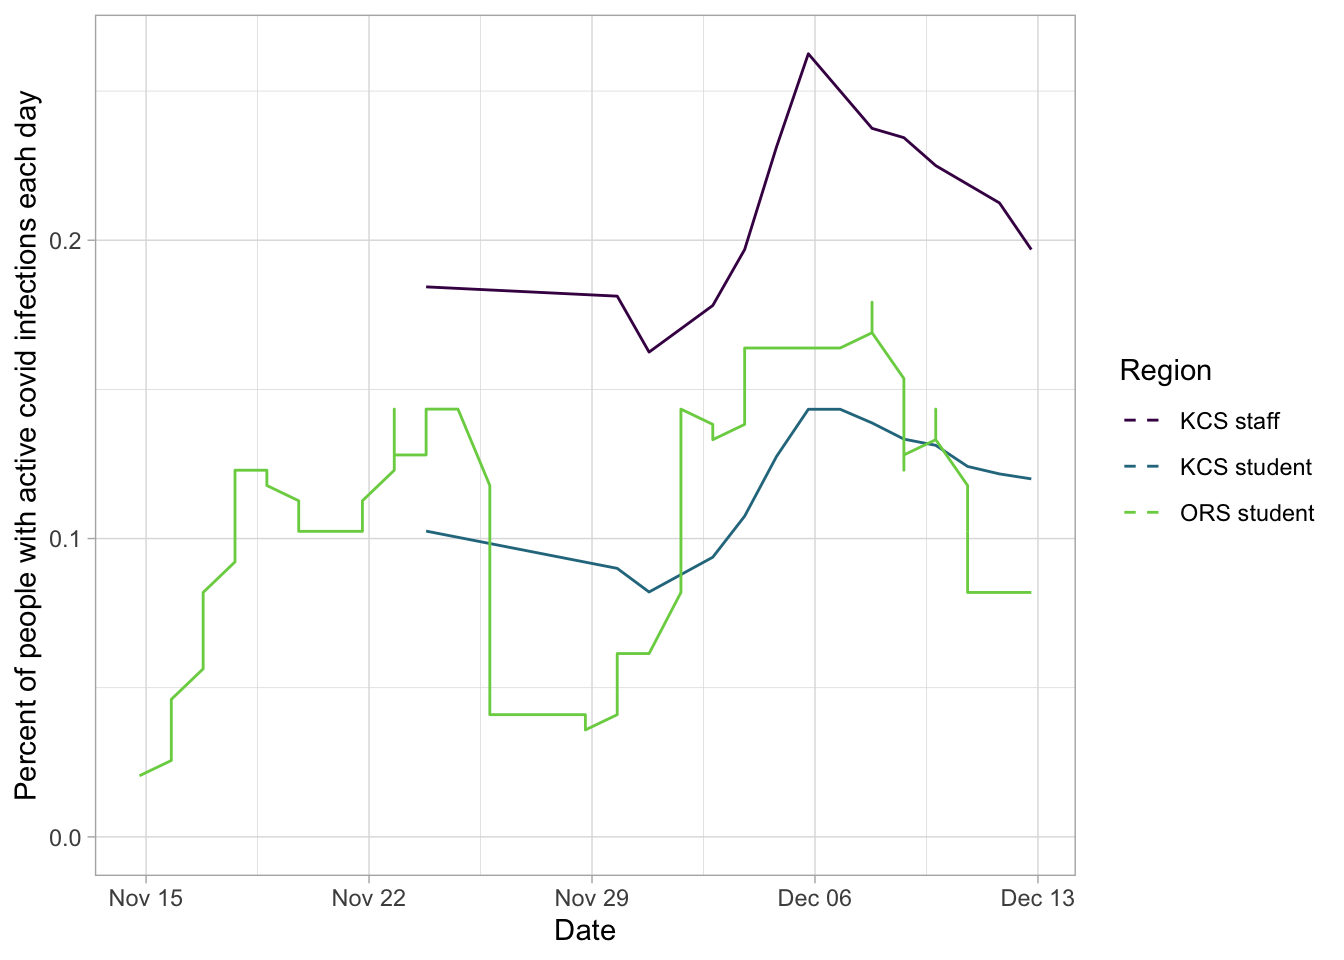 Percent of people with active covid infections each day
0.2
0.1
0.0
Nov 15
Nov 22
Nov 29
Dec 06
Dec 13
Date
Region
KCS staff
KCS student
ORS student